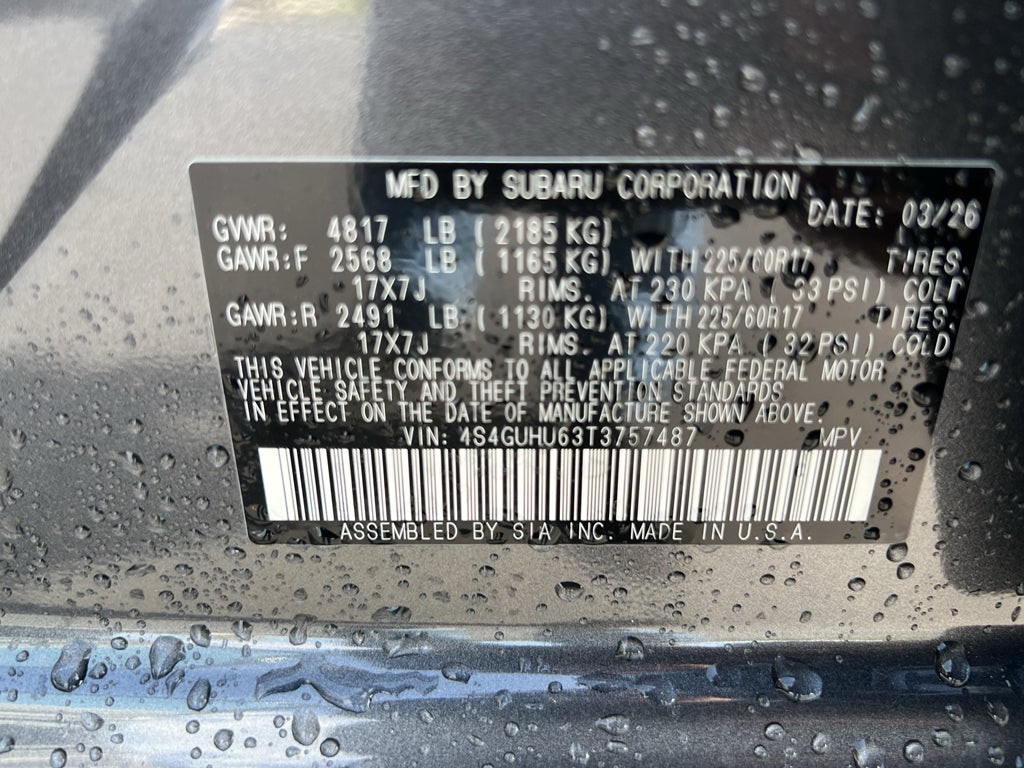 MFD BY SUBARU CORPORATION
DATE: 03/26
GVWR: 4817 LB ( 2185 KG)
GAWR:F 2568 LB ( 1165 KG) WITH 225/60R17 TIRES.
17X7J RIMS. AT 230 KPA ( 33 PSI) COLD
GAWR:R 2491 LB ( 1130 KG) WITH 225/60R17 TIRES.
17X7J RIMS. AT 220 KPA ( 32 PSI) COLD
THIS VEHICLE CONFORMS TO ALL APPLICABLE FEDERAL MOTOR
VEHICLE SAFETY AND THEFT PREVENTION STANDARDS
IN EFFECT ON THE DATE OF MANUFACTURE SHOWN ABOVE.
VIN: 4S4GUHU63T3757487 MPV
ASSEMBLED BY SIA INC. MADE IN U.S.A.